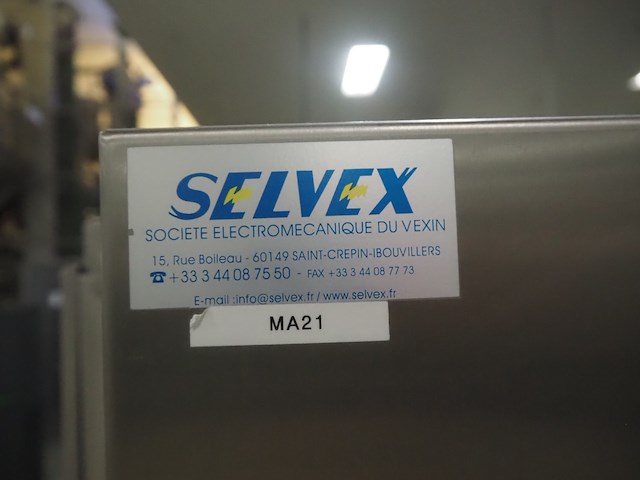 SELVEX
SOCIETE ELECTROMECANIQUE DU VEXIN
15, Rue Boileau - 60149 SAINT-CREPIN-IBOUVILLERS
☎ +33 3 44 08 75 50 - FAX +33 3 44 08 77 73
E-mail :info@selvex.fr / www.selvex.fr
MA21